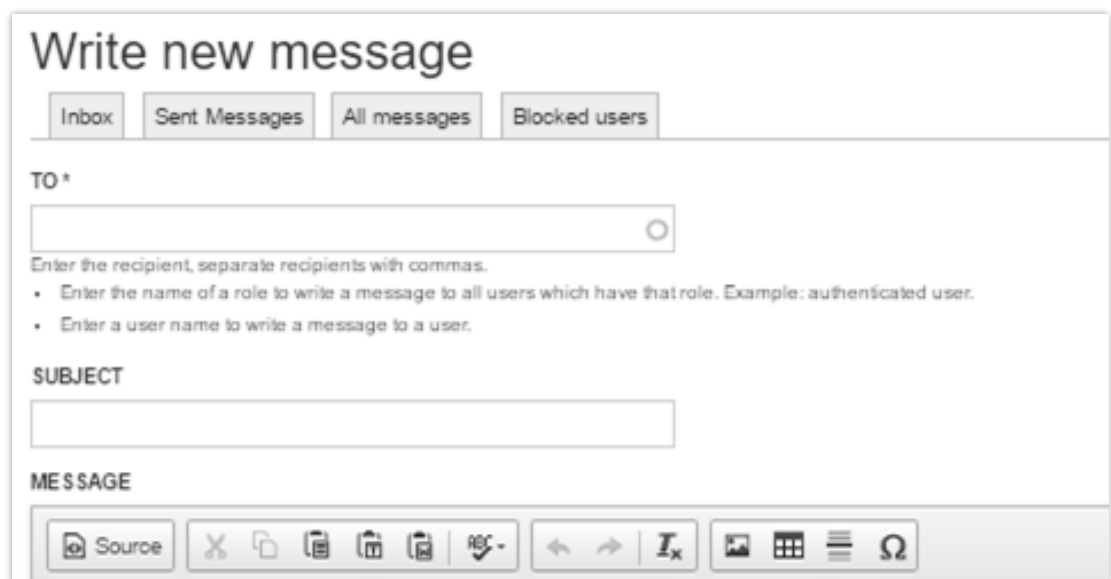 Write new message
Inbox Sent Messages All messages Blocked users
TO *
Enter the recipient, separate recipients with commas.
• Enter the name of a role to write a message to all users which have that role. Example: authenticated user.
• Enter a user name to write a message to a user.
SUBJECT
MESSAGE
Source ABC Ω